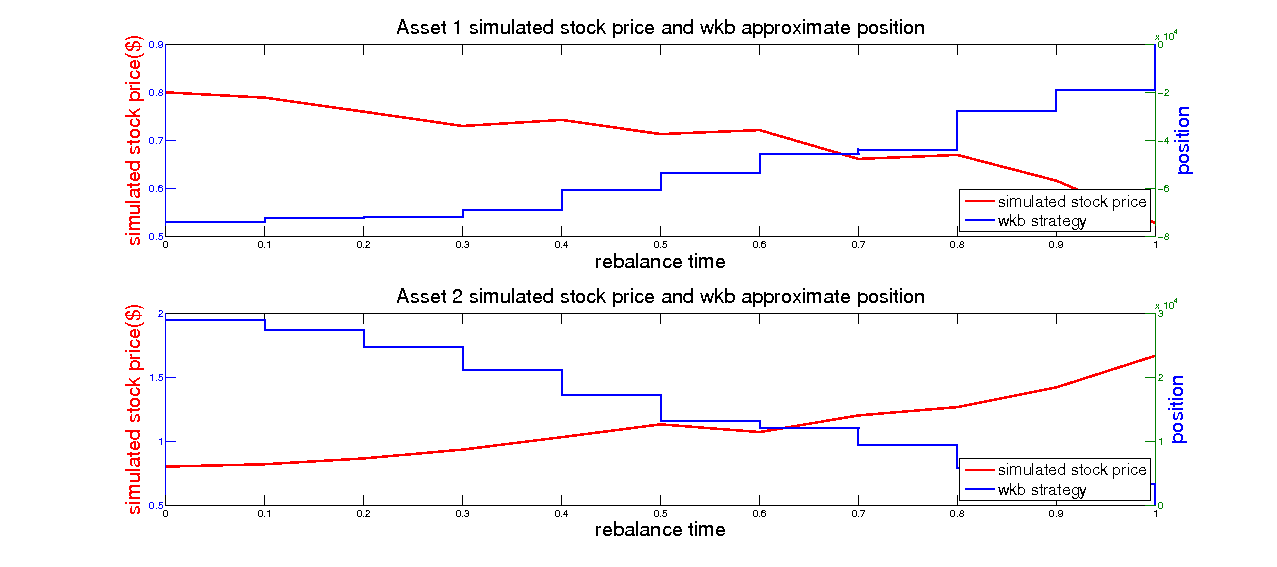 Asset 1 simulated stock price and wkb approximate position
x 10^4
simulated stock price($)
0.9
0.8
0.7
0.6
0.5
0
-2
-4
-6
-8
position
simulated stock price
wkb strategy
0 0.1 0.2 0.3 0.4 0.5 0.6 0.7 0.8 0.9 1
rebalance time
Asset 2 simulated stock price and wkb approximate position
x 10^4
simulated stock price($)
2
1.5
1
0.5
3
2
1
0
position
simulated stock price
wkb strategy
0 0.1 0.2 0.3 0.4 0.5 0.6 0.7 0.8 0.9 1
rebalance time